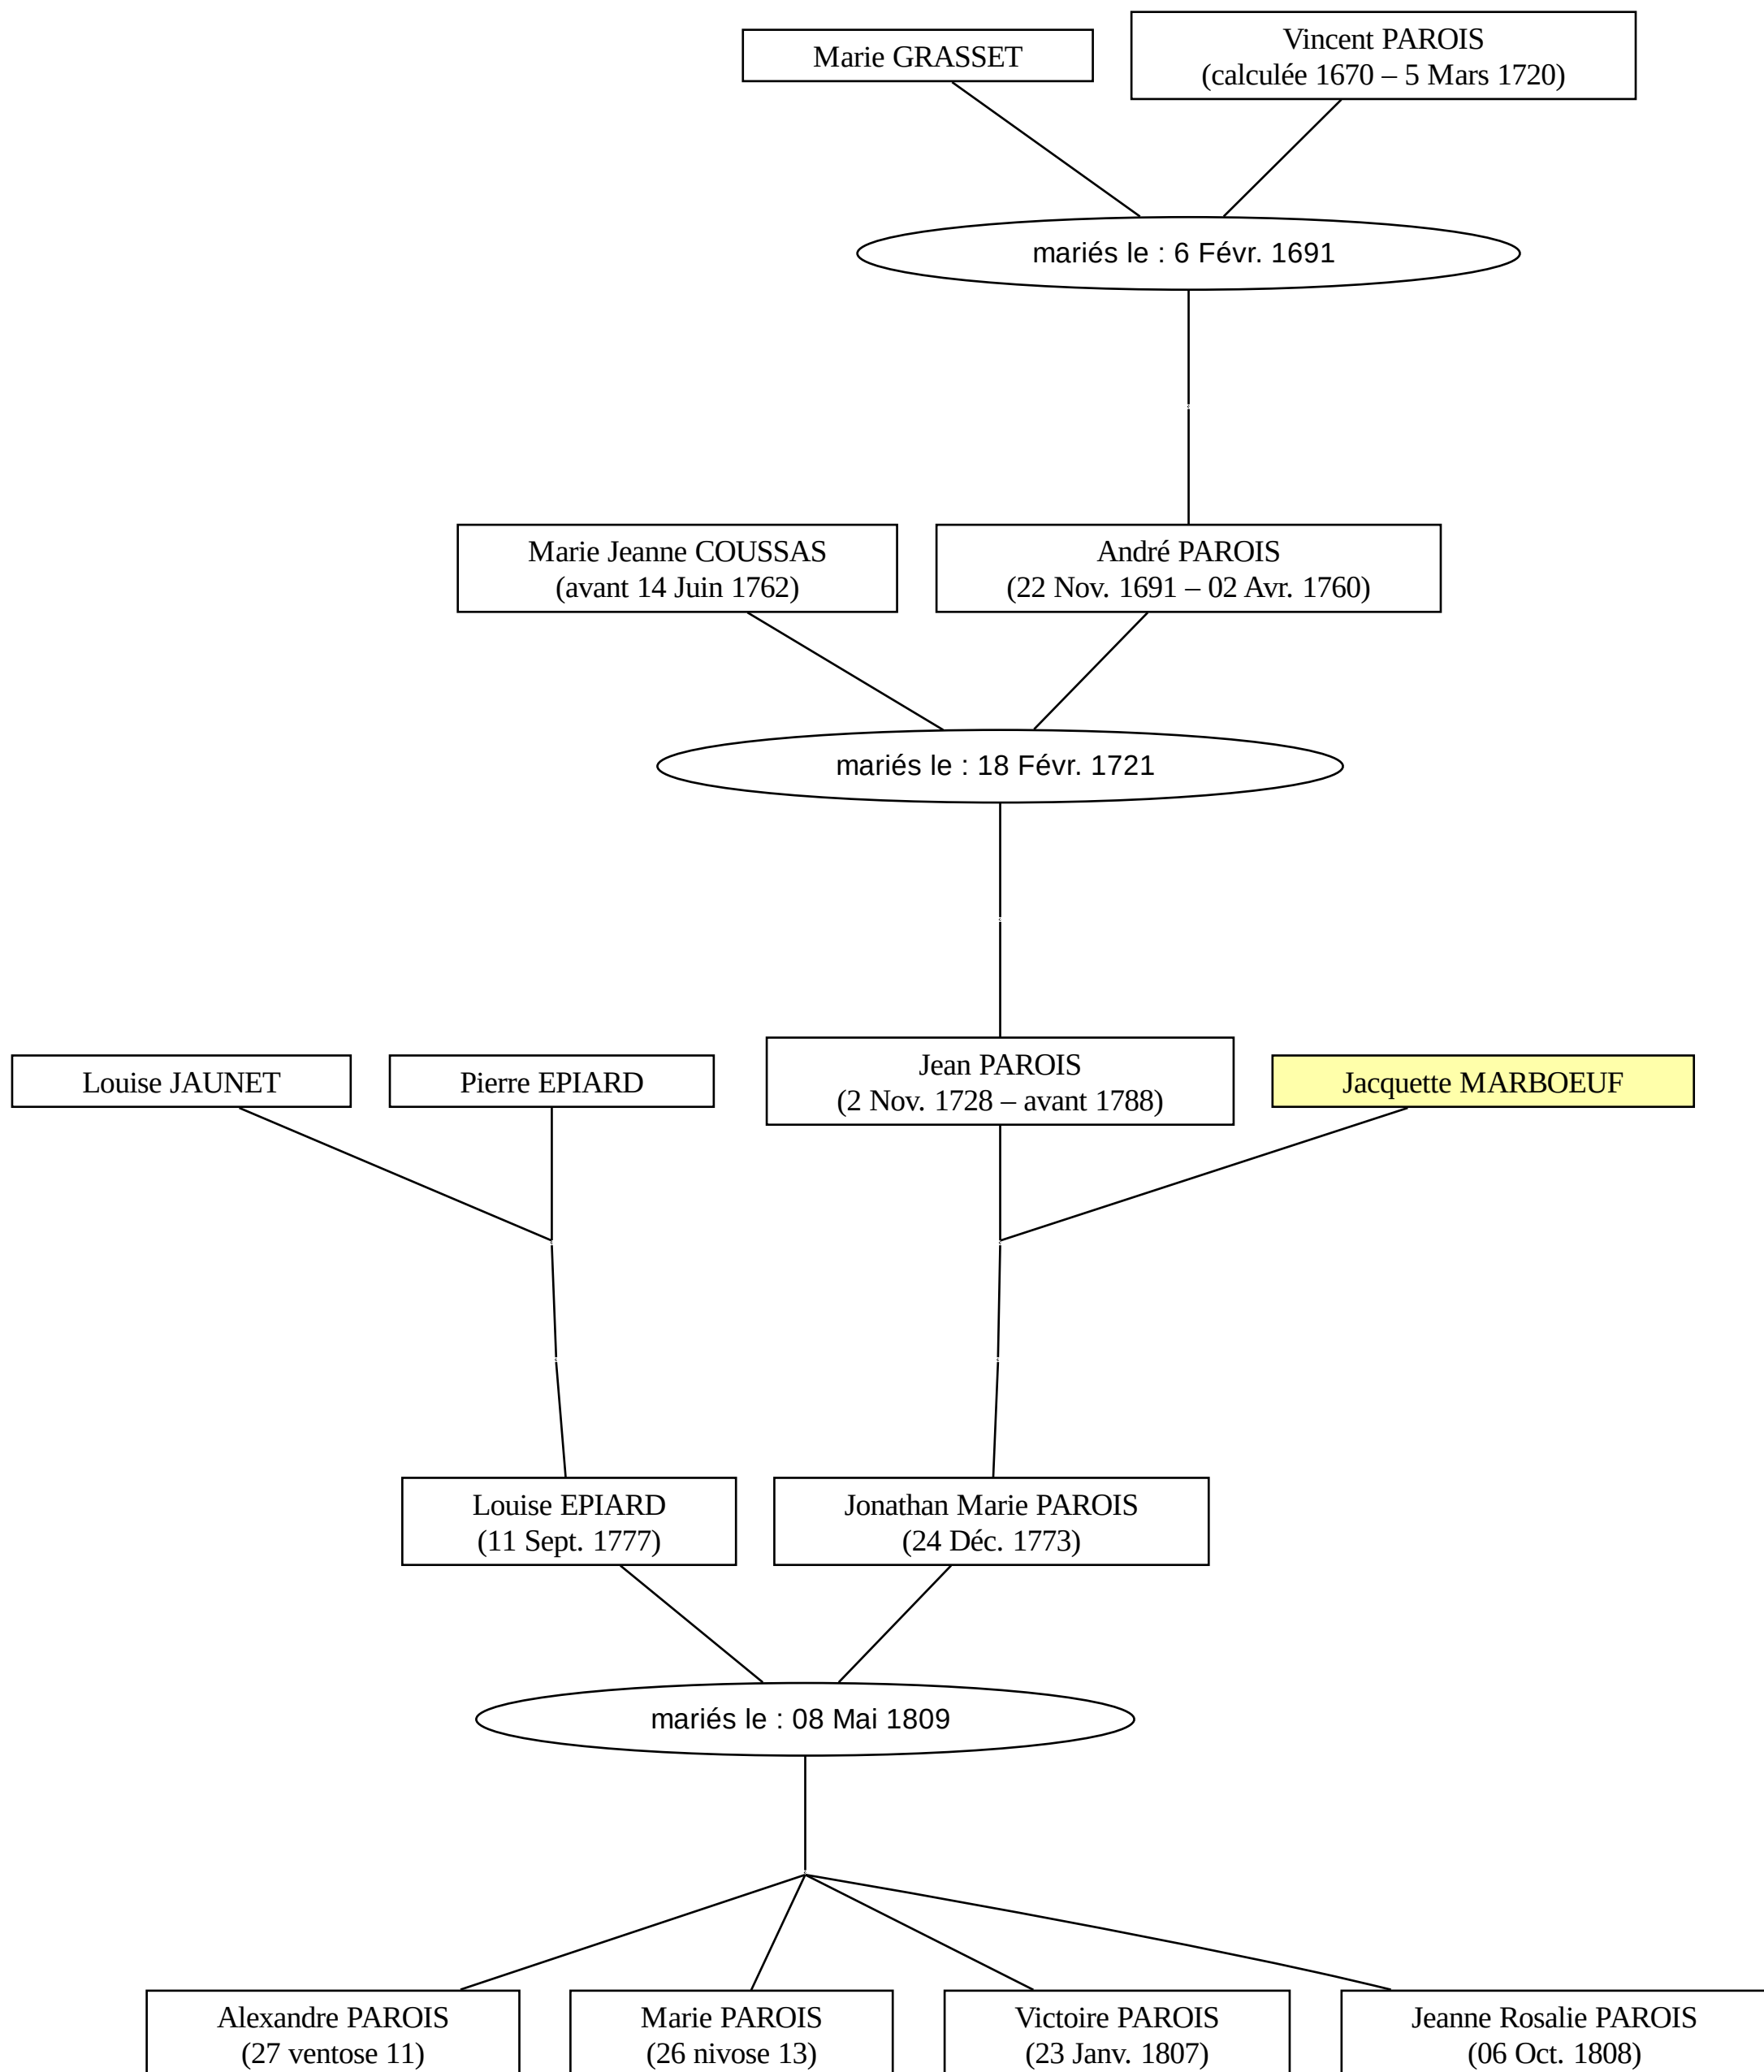 Marie GRASSET
Vincent PAROIS
(calculée 1670 – 5 Mars 1720)
mariés le : 6 Févr. 1691
Marie Jeanne COUSSAS
(avant 14 Juin 1762)
André PAROIS
(22 Nov. 1691 – 02 Avr. 1760)
mariés le : 18 Févr. 1721
Louise JAUNET
Pierre EPIARD
Jean PAROIS
(2 Nov. 1728 – avant 1788)
Jacquette MARBOEUF
Louise EPIARD
(11 Sept. 1777)
Jonathan Marie PAROIS
(24 Déc. 1773)
mariés le : 08 Mai 1809
Alexandre PAROIS
(27 ventose 11)
Marie PAROIS
(26 nivose 13)
Victoire PAROIS
(23 Janv. 1807)
Jeanne Rosalie PAROIS
(06 Oct. 1808)